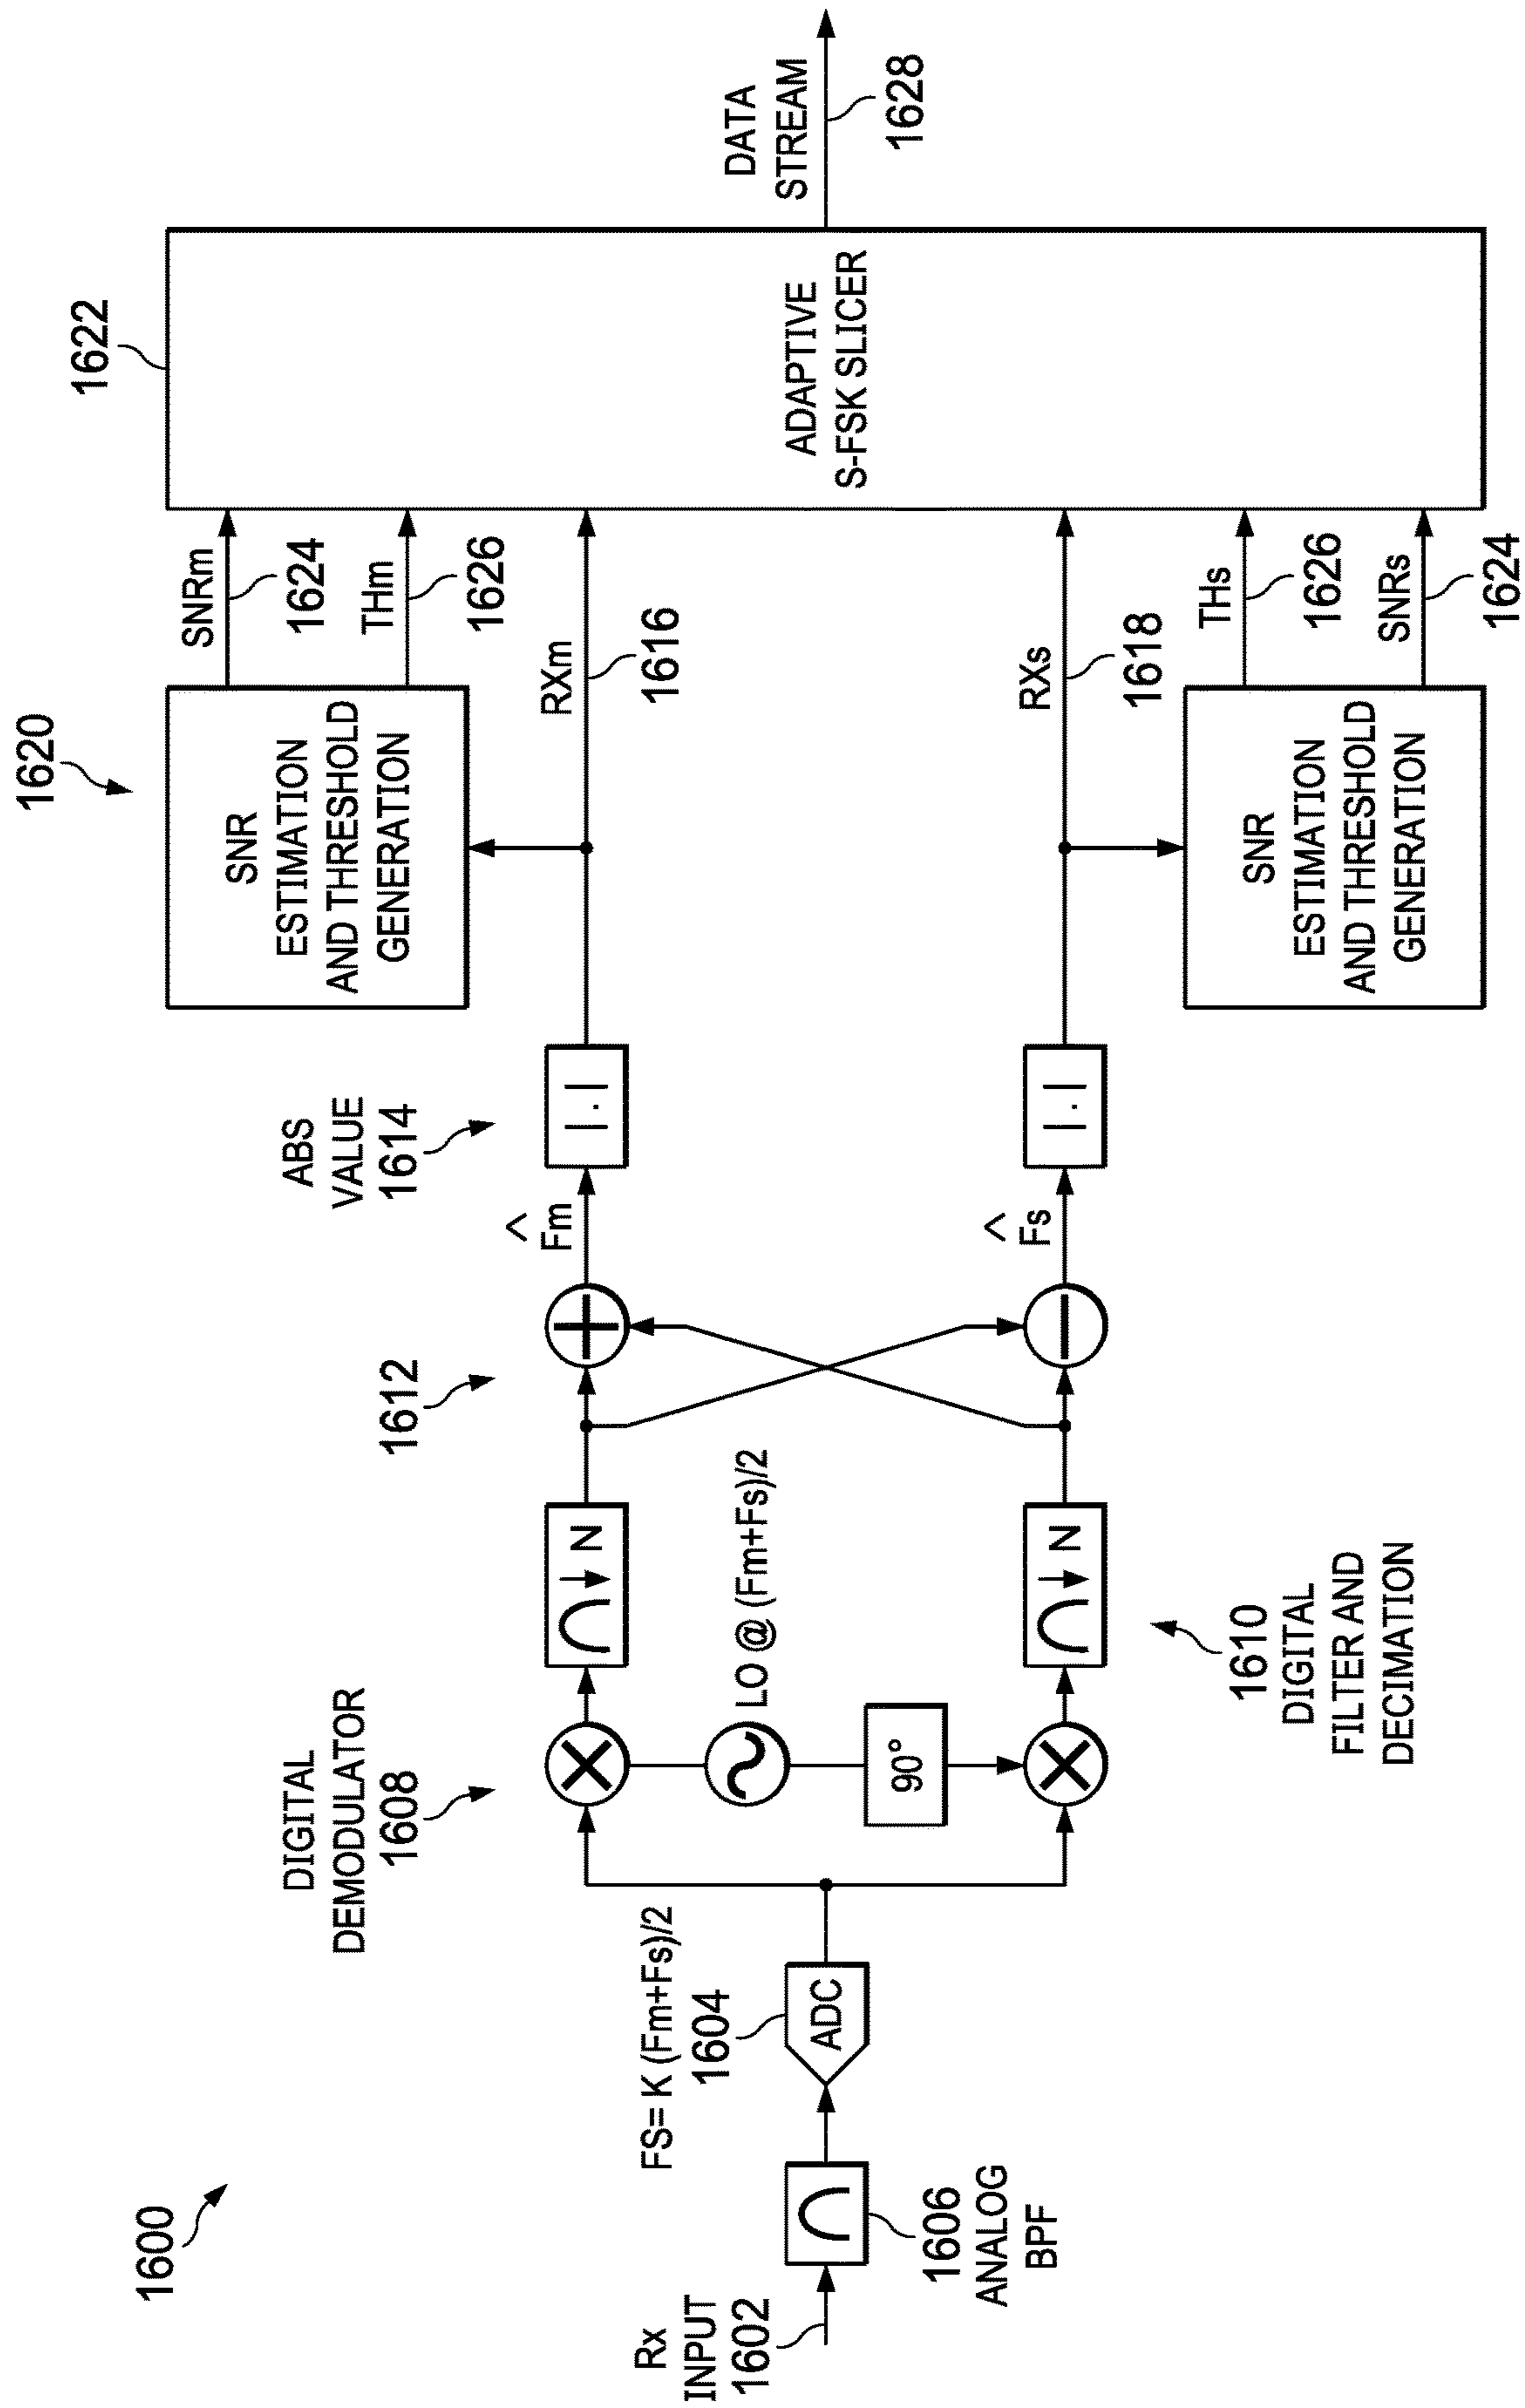 1600
Rx
INPUT
1602
1606
ANALOG
BPF
FS= K (Fm+Fs)/2
1604
ADC
DIGITAL
DEMODULATOR
1608
LO @ (Fm+Fs)/2
90°
N
N
1610
DIGITAL
FILTER AND
DECIMATION
1612
^
Fm
^
Fs
ABS
VALUE
1614
|.|
|.|
1620
SNR
ESTIMATION
AND THRESHOLD
GENERATION
SNR
ESTIMATION
AND THRESHOLD
GENERATION
SNRm
1624
THm
1626
RXm
1616
RXs
1618
THs
1626
SNRs
1624
1622
ADAPTIVE
S-FSK SLICER
DATA
STREAM
1628